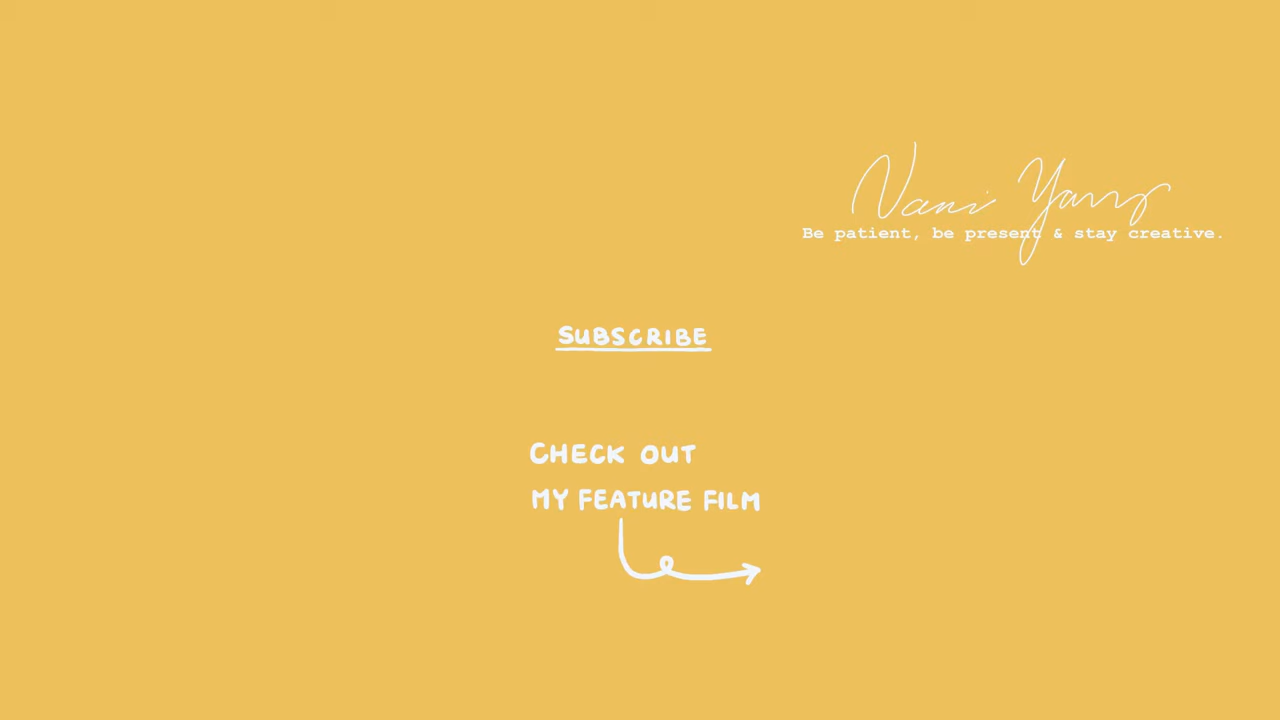 Vani Yang
Be patient, be present & stay creative.
SUBSCRIBE
CHECK OUT
MY FEATURE FILM